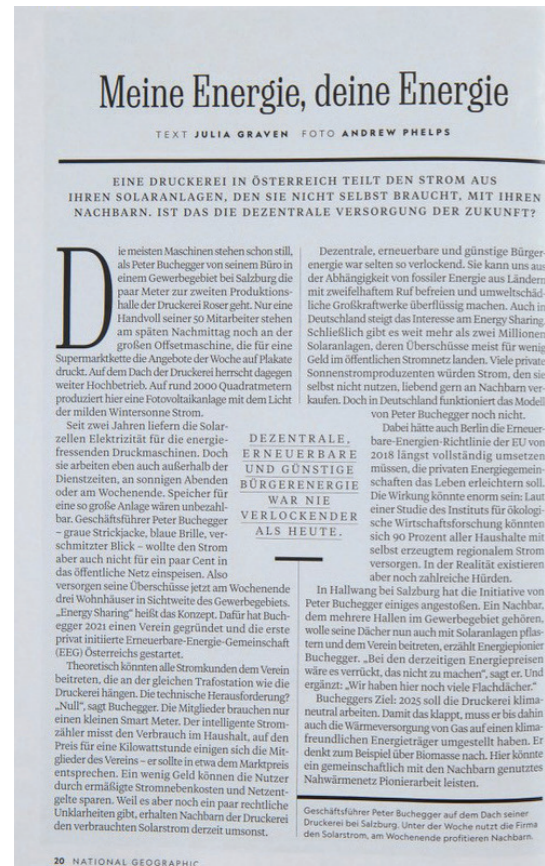 Meine Energie, deine Energie
TEXT JULIA GRAVEN FOTO ANDREW PHELPS
EINE DRUCKEREI IN ÖSTERREICH TEILT DEN STROM AUS
IHREN SOLARANLAGEN, DEN SIE NICHT SELBST BRAUCHT, MIT IHREN
NACHBARN. IST DAS DIE DEZENTRALE VERSORGUNG DER ZUKUNFT?
Die meisten Maschinen stehen schon still,
als Peter Buchegger von seinem Büro in
einem Gewerbegebiet bei Salzburg die
paar Meter zur zweiten Produktions-
halle der Druckerei Roser geht. Nur eine
Handvoll seiner 50 Mitarbeiter stehen
am späten Nachmittag noch an der
großen Offsetmaschine, die für eine
Supermarktkette die Angebote der Woche auf Plakate
druckt. Auf dem Dach der Druckerei herrscht dagegen
weiter Hochbetrieb. Auf rund 2000 Quadratmetern
produziert hier eine Fotovoltaikanlage mit dem Licht
der milden Wintersonne Strom.
Seit zwei Jahren liefern die Solar-
zellen Elektrizität für die energie-
fressenden Druckmaschinen. Doch
sie arbeiten eben auch außerhalb der
Dienstzeiten, an sonnigen Abenden
oder am Wochenende. Speicher für
eine so große Anlage wären unbezahl-
bar. Geschäftsführer Peter Buchegger
– graue Strickjacke, blaue Brille, ver-
schmitzter Blick – wollte den Strom
aber auch nicht für ein paar Cent in
das öffentliche Netz einspeisen. Also
versorgen seine Überschüsse jetzt am Wochenende
drei Wohnhäuser in Sichtweite des Gewerbegebiets.
„Energy Sharing" heißt das Konzept. Dafür hat Buch-
egger 2021 einen Verein gegründet und die erste
privat initiierte Erneuerbare-Energie-Gemeinschaft
(EEG) Österreichs gestartet.
Theoretisch könnten alle Stromkunden dem Verein
beitreten, die an der gleichen Trafostation wie die
Druckerei hängen. Die technische Herausforderung?
„Null", sagt Buchegger. Die Mitglieder brauchen nur
einen kleinen Smart Meter. Der intelligente Strom-
zähler misst den Verbrauch im Haushalt, auf den
Preis für eine Kilowattstunde einigen sich die Mit-
glieder des Vereins – er sollte in etwa dem Marktpreis
entsprechen. Ein wenig Geld können die Nutzer
durch ermäßigte Stromnebenkosten und Netzent-
gelte sparen. Weil es aber noch ein paar rechtliche
Unklarheiten gibt, erhalten Nachbarn der Druckerei
den verbrauchten Solarstrom derzeit umsonst.
DEZENTRALE,
ERNEUERBARE
UND GÜNSTIGE
BÜRGERENERGIE
WAR NIE
VERLOCKENDER
ALS HEUTE.
Dezentrale, erneuerbare und günstige Bürger-
energie war selten so verlockend. Sie kann uns aus
der Abhängigkeit von fossiler Energie aus Ländern
mit zweifelhaftem Ruf befreien und umweltschäd-
liche Großkraftwerke überflüssig machen. Auch in
Deutschland steigt das Interesse am Energy Sharing.
Schließlich gibt es weit mehr als zwei Millionen
Solaranlagen, deren Überschüsse meist für wenig
Geld im öffentlichen Stromnetz landen. Viele private
Sonnenstromproduzenten würden Strom, den sie
selbst nicht nutzen, liebend gern an Nachbarn ver-
kaufen. Doch in Deutschland funktioniert das Modell
von Peter Buchegger noch nicht.
Dabei hätte auch Berlin die Erneuer-
bare-Energien-Richtlinie der EU von
2018 längst vollständig umsetzen
müssen, die privaten Energiegemein-
schaften das Leben erleichtern soll.
Die Wirkung könnte enorm sein: Laut
einer Studie des Instituts für ökologi-
sche Wirtschaftsforschung könnten
sich 90 Prozent aller Haushalte mit
selbst erzeugtem regionalem Strom
versorgen. In der Realität existieren
aber noch zahlreiche Hürden.
In Hallwang bei Salzburg hat die Initiative von
Peter Buchegger einiges angestoßen. Ein Nachbar,
dem mehrere Hallen im Gewerbegebiet gehören,
wolle seine Dächer nun auch mit Solaranlagen pflas-
tern und dem Verein beitreten, erzählt Energiepionier
Buchegger. „Bei den derzeitigen Energiepreisen
wäre es verrückt, das nicht zu machen", sagt er. Und
ergänzt: „Wir haben hier noch viele Flachdächer."
Bucheggers Ziel: 2025 soll die Druckerei klima-
neutral arbeiten. Damit das klappt, muss er bis dahin
auch die Wärmeversorgung von Gas auf einen klima-
freundlichen Energieträger umgestellt haben. Er
denkt zum Beispiel über Biomasse nach. Hier könnte
ein gemeinschaftlich mit den Nachbarn genutztes
Nahwärmenetz Pionierarbeit leisten.
Geschäftsführer Peter Buchegger auf dem Dach seiner
Druckerei bei Salzburg. Unter der Woche nutzt die Firma
den Solarstrom, am Wochenende profitieren Nachbarn.
20 NATIONAL GEOGRAPHIC